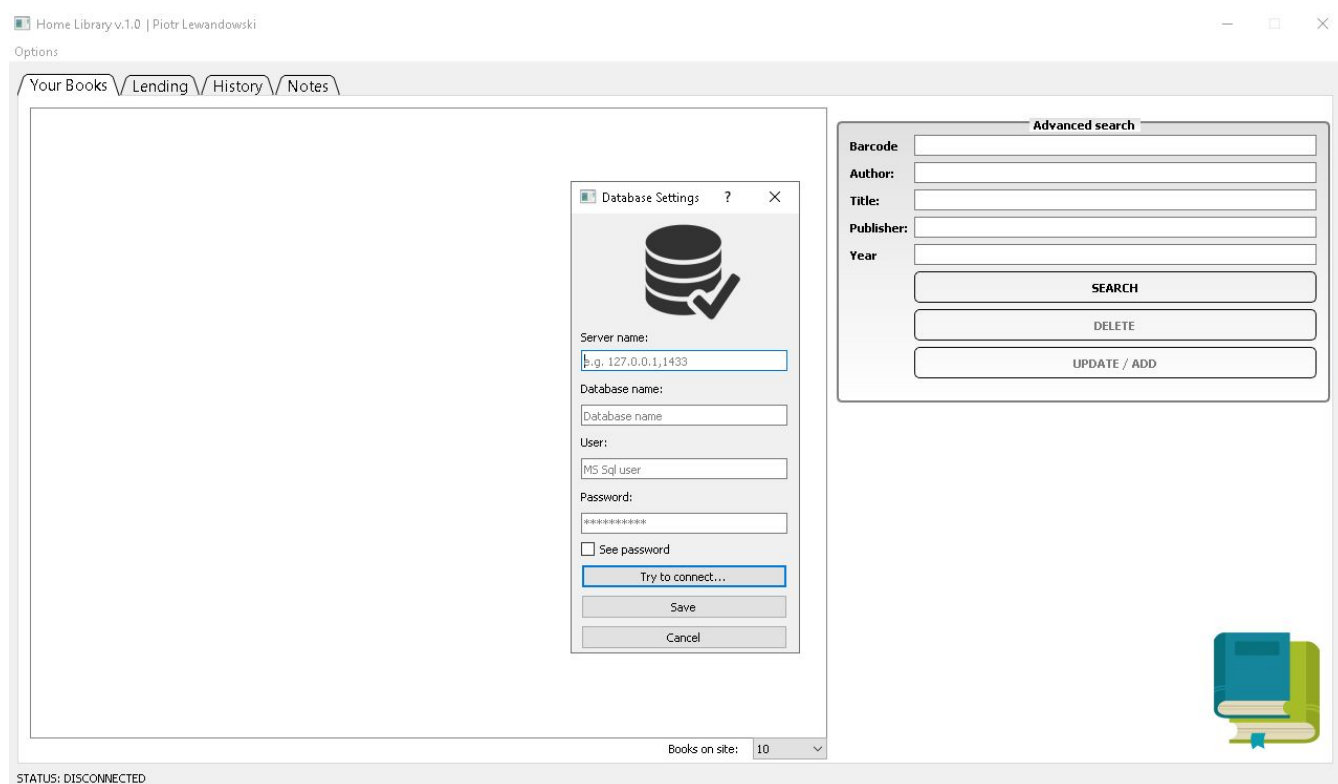 Home Library v.1.0 | Piotr Lewandowski
Options
Your Books
Lending
History
Notes
Advanced search
Barcode
Author:
Title:
Publisher:
Year
SEARCH
DELETE
UPDATE / ADD
Database Settings ?
Server name:
e.g. 127.0.0.1,1433
Database name:
Database name
User:
MS Sql user
Password:
**********
See password
Try to connect...
Save
Cancel
Books on site: 10
STATUS: DISCONNECTED